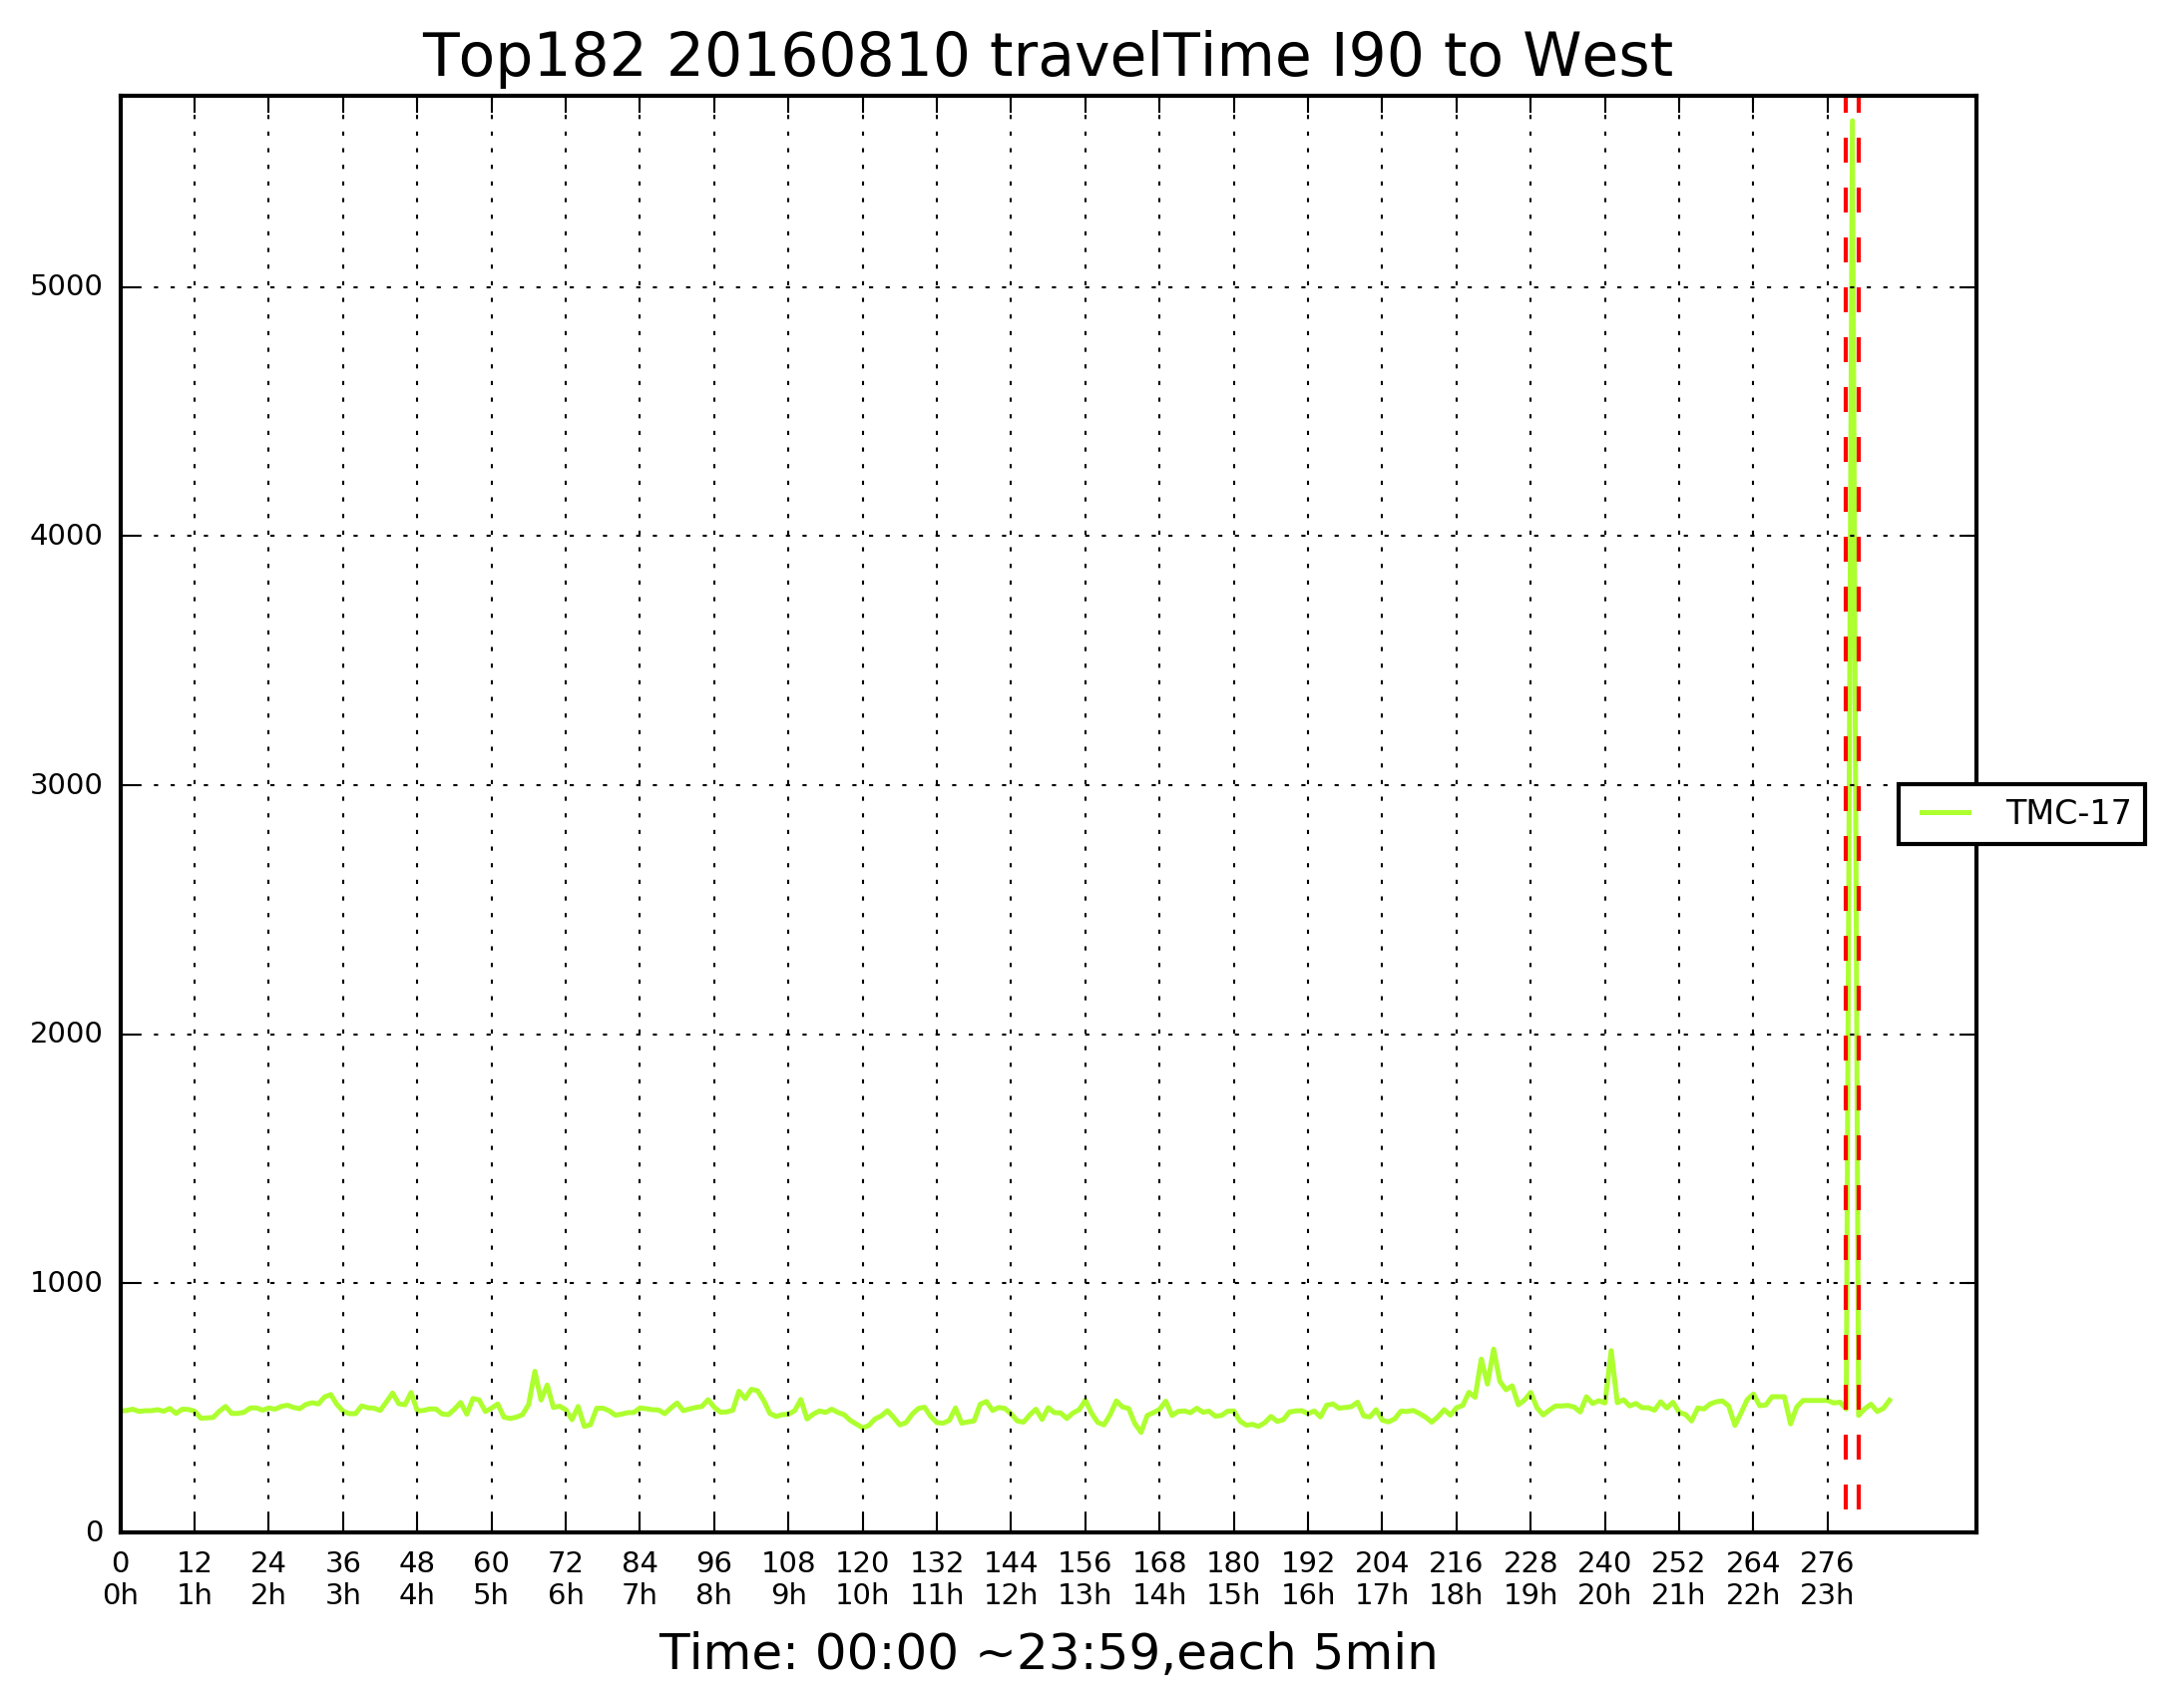 Top182 20160810 travelTime I90 to West
5000
4000
3000
2000
1000
0
TMC-17
0 12 24 36 48 60 72 84 96 108 120 132 144 156 168 180 192 204 216 228 240 252 264 276
0h 1h 2h 3h 4h 5h 6h 7h 8h 9h 10h 11h 12h 13h 14h 15h 16h 17h 18h 19h 20h 21h 22h 23h
Time: 00:00 ~23:59,each 5min